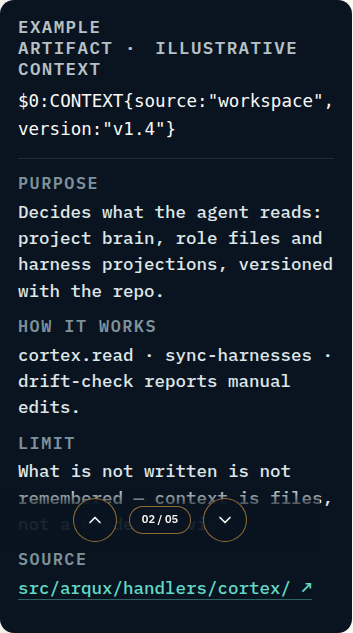 EXAMPLE
ARTIFACT · ILLUSTRATIVE
CONTEXT
$0:CONTEXT{source:"workspace",
version:"v1.4"}
PURPOSE
Decides what the agent reads:
project brain, role files and
harness projections, versioned
with the repo.
HOW IT WORKS
cortex.read · sync-harnesses ·
drift-check reports manual
edits.
LIMIT
What is not written is not
remembered — context is files,
not a
02 / 05
SOURCE
src/arqux/handlers/cortex/ ↗